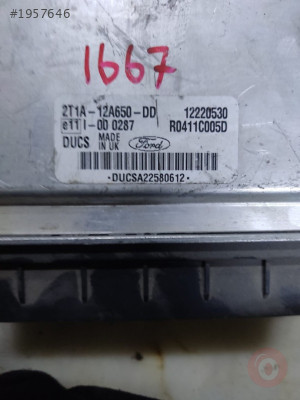 #1957646
1667
2T1A-12A650-DD 12220530
e11 I-00 0287 R0411C005D
DUCS MADE IN UK Ford
·DUCSA22580612·